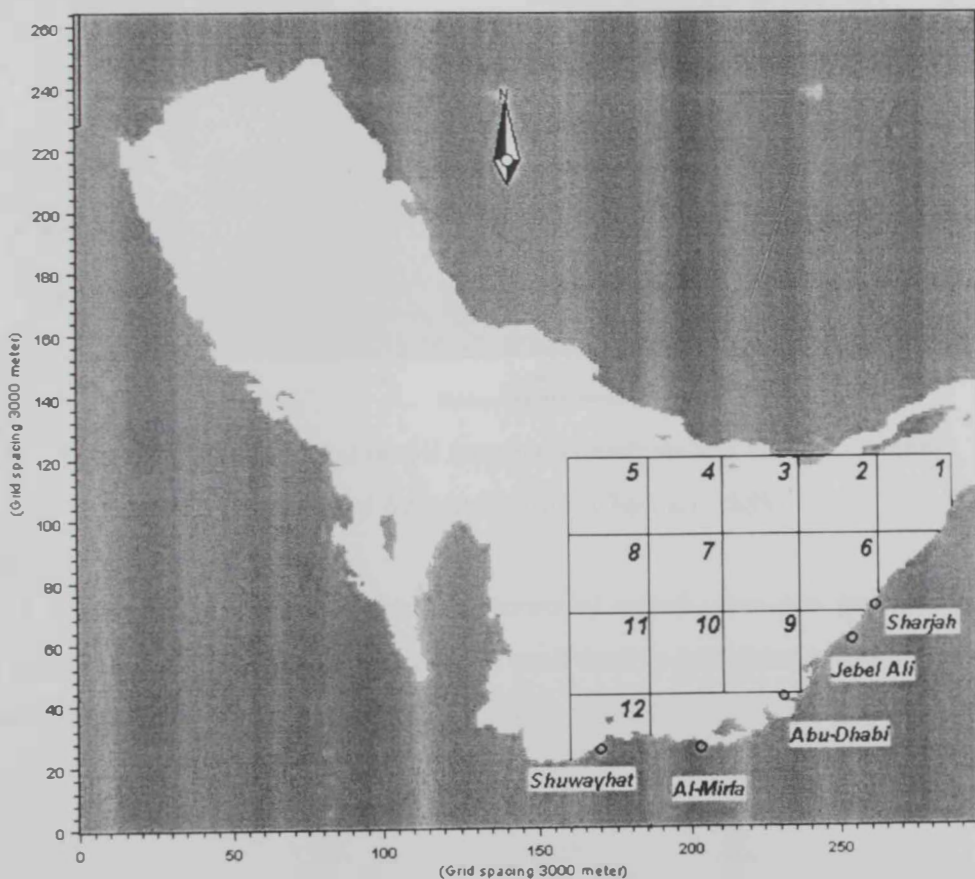 260
240
220
200
180
160
140
120
100
80
60
40
20
0
(Grid spacing 3000 meter)
N
5 4 3 2 1
8 7 6
11 10 9
12
Sharjah
Jebel Ali
Abu-Dhabi
Shuwayhat
Al-Mirfa
0 50 100 150 200 250
(Grid spacing 3000 meter)